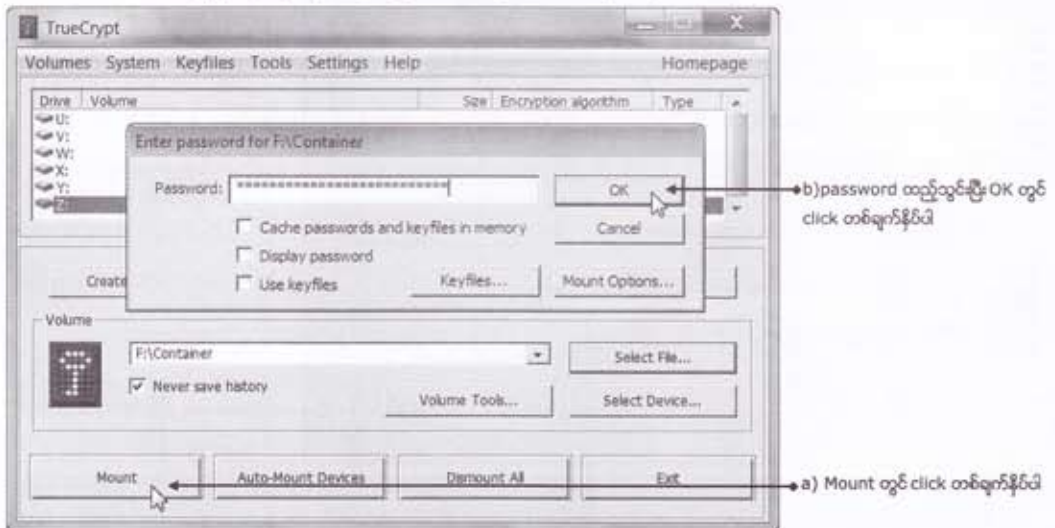 TrueCrypt
Volumes System Keyfiles Tools Settings Help Homepage
Drive Volume Size Encryption algorithm Type
U:
V:
W:
X:
Y:
Z:
Enter password for F:\Container
Password: *****************************
OK
Cache passwords and keyfiles in memory
Cancel
Display password
Use keyfiles
Keyfiles...
Mount Options...
Create
Volume
F:\Container
Select File...
Never save history
Volume Tools...
Select Device...
Mount
Auto-Mount Devices
Dismount All
Exit
b)password ထည့်သွင်းပြီး OK တွင်
click တစ်ချက်နှိပ်ပါ
a) Mount တွင် click တစ်ချက်နှိပ်ပါ